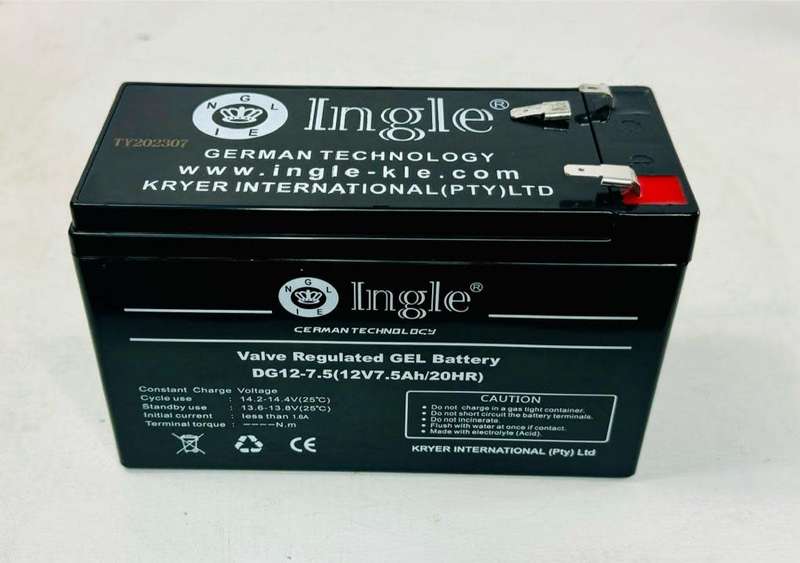 INGLE
Ingle®
TY202307
GERMAN TECHNOLOGY
www.ingle-kle.com
KRYER INTERNATIONAL(PTY)LTD
INGLE
Ingle®
GERMAN TECHNOLOGY
Valve Regulated GEL Battery
DG12-7.5(12V7.5Ah/20HR)
Constant Charge Voltage
Cycle use : 14.2-14.4V(25℃)
Standby use : 13.6-13.8V(25℃)
Initial current : less than 1.6A
Terminal torque : ----N.m
CE
CAUTION
• Do not charge in a gas tight container.
• Do not short circuit the battery terminals.
• Do not incinerate.
• Flush with water at once if contact.
• Made with electrolyte (Acid).
KRYER INTERNATIONAL (Pty) Ltd